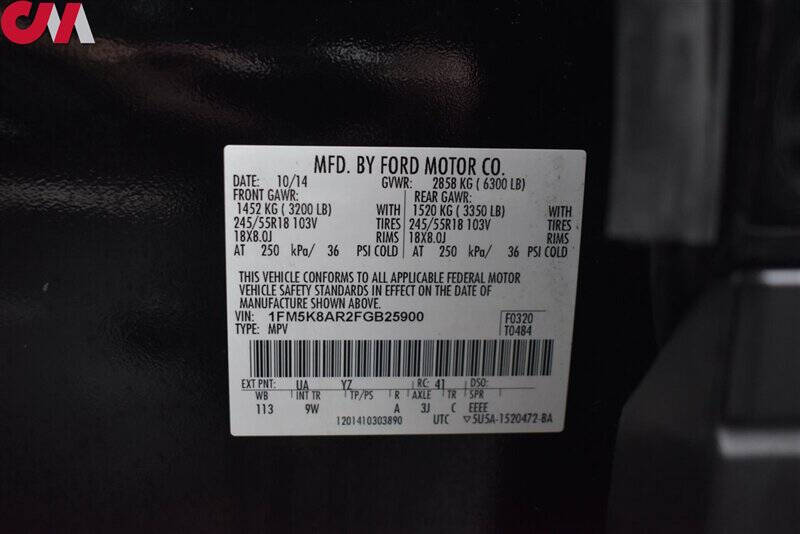 CM
MFD. BY FORD MOTOR CO.
DATE: 10/14 GVWR: 2858 KG ( 6300 LB)
FRONT GAWR: REAR GAWR:
1452 KG ( 3200 LB) WITH 1520 KG ( 3350 LB) WITH
245/55R18 103V TIRES 245/55R18 103V TIRES
18X8.0J RIMS 18X8.0J RIMS
AT 250 kPa/ 36 PSI COLD AT 250 kPa/ 36 PSI COLD
THIS VEHICLE CONFORMS TO ALL APPLICABLE FEDERAL MOTOR
VEHICLE SAFETY STANDARDS IN EFFECT ON THE DATE OF
MANUFACTURE SHOWN ABOVE.
VIN: 1FM5K8AR2FGB25900 F0320
TYPE: MPV T0484
EXT PNT: UA YZ RC: 41 DSO:
WB INT TR TP/PS R AXLE TR SPR
113 9W A 3J C EEEE
1201410303890 UTC ▽5U5A-1520472-BA